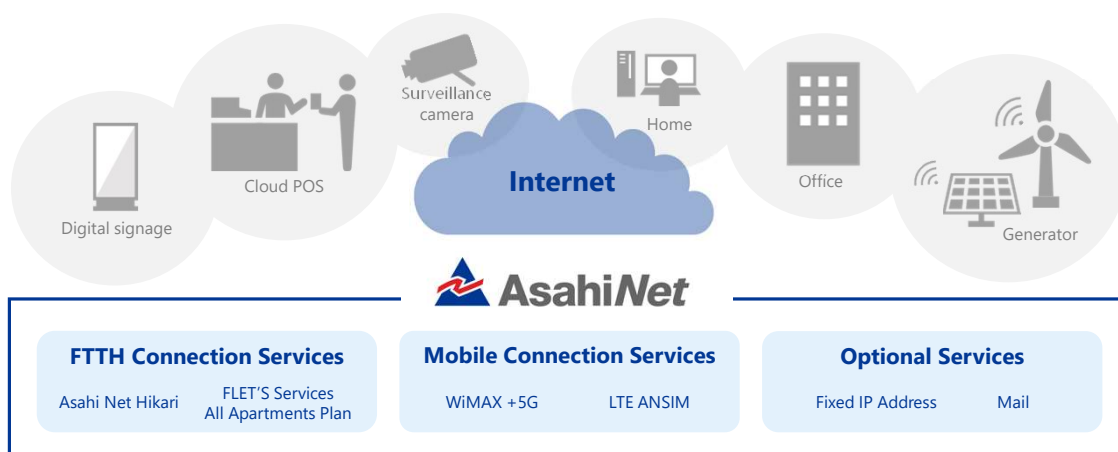 Surveillance
camera
Home
Cloud POS
Internet
Office
Digital signage
Generator
AsahiNet
FTTH Connection Services
Asahi Net Hikari
FLET'S Services
All Apartments Plan
Mobile Connection Services
WiMAX +5G
LTE ANSIM
Optional Services
Fixed IP Address
Mail